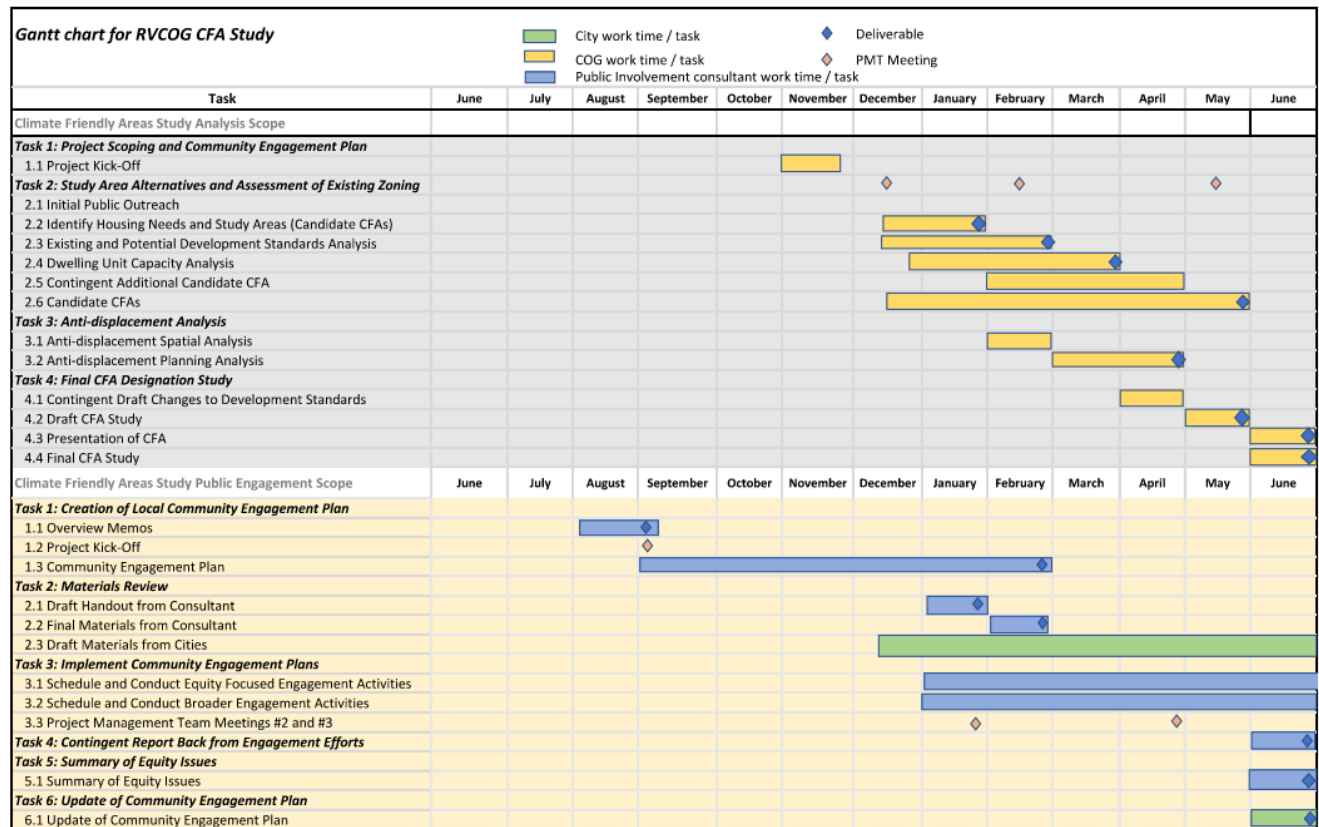 Gantt chart for RVCOG CFA Study
City work time / task
Deliverable
COG work time / task
PMT Meeting
Public Involvement consultant work time / task
Task June July August September October November December January February March April May June
Climate Friendly Areas Study Analysis Scope
Task 1: Project Scoping and Community Engagement Plan
1.1 Project Kick-Off
Task 2: Study Area Alternatives and Assessment of Existing Zoning
2.1 Initial Public Outreach
2.2 Identify Housing Needs and Study Areas (Candidate CFAs)
2.3 Existing and Potential Development Standards Analysis
2.4 Dwelling Unit Capacity Analysis
2.5 Contingent Additional Candidate CFA
2.6 Candidate CFAs
Task 3: Anti-displacement Analysis
3.1 Anti-displacement Spatial Analysis
3.2 Anti-displacement Planning Analysis
Task 4: Final CFA Designation Study
4.1 Contingent Draft Changes to Development Standards
4.2 Draft CFA Study
4.3 Presentation of CFA
4.4 Final CFA Study
Climate Friendly Areas Study Public Engagement Scope June July August September October November December January February March April May June
Task 1: Creation of Local Community Engagement Plan
1.1 Overview Memos
1.2 Project Kick-Off
1.3 Community Engagement Plan
Task 2: Materials Review
2.1 Draft Handout from Consultant
2.2 Final Materials from Consultant
2.3 Draft Materials from Cities
Task 3: Implement Community Engagement Plans
3.1 Schedule and Conduct Equity Focused Engagement Activities
3.2 Schedule and Conduct Broader Engagement Activities
3.3 Project Management Team Meetings #2 and #3
Task 4: Contingent Report Back from Engagement Efforts
Task 5: Summary of Equity Issues
5.1 Summary of Equity Issues
Task 6: Update of Community Engagement Plan
6.1 Update of Community Engagement Plan